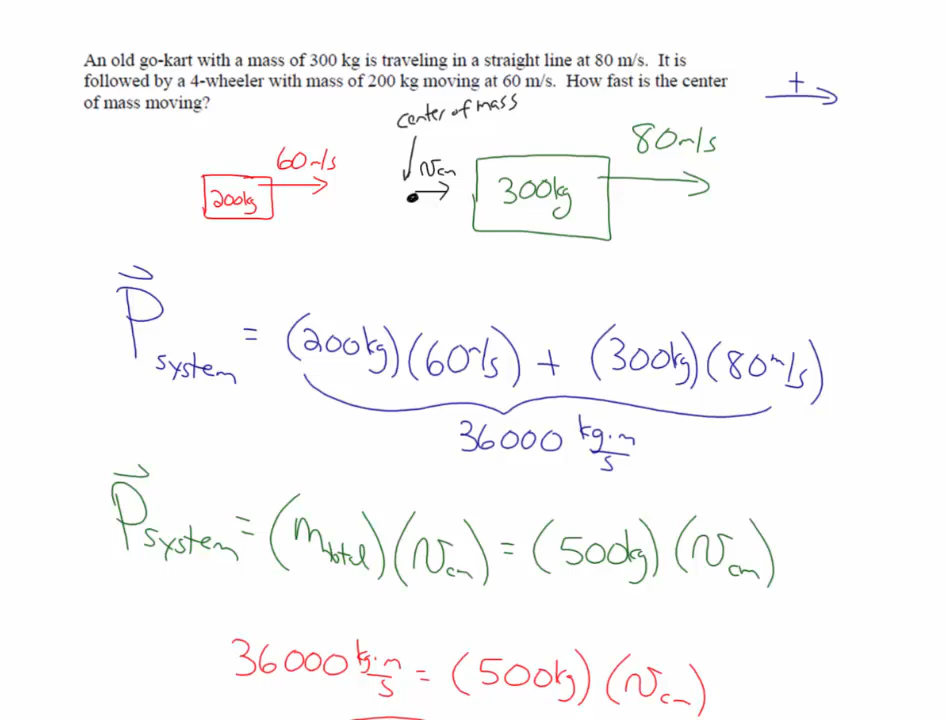 An old go-kart with a mass of 300 kg is traveling in a straight line at 80 m/s. It is
followed by a 4-wheeler with mass of 200 kg moving at 60 m/s. How fast is the center
of mass moving?
+
center of mass
60m/s
200kg
Vcm
300kg
80m/s
P system = (200kg)(60m/s) + (300kg)(80m/s)
36000 kg·m/s
P system = (mtotal)(Vcm) = (500kg)(Vcm)
36000 kg·m/s = (500kg)(Vcm)